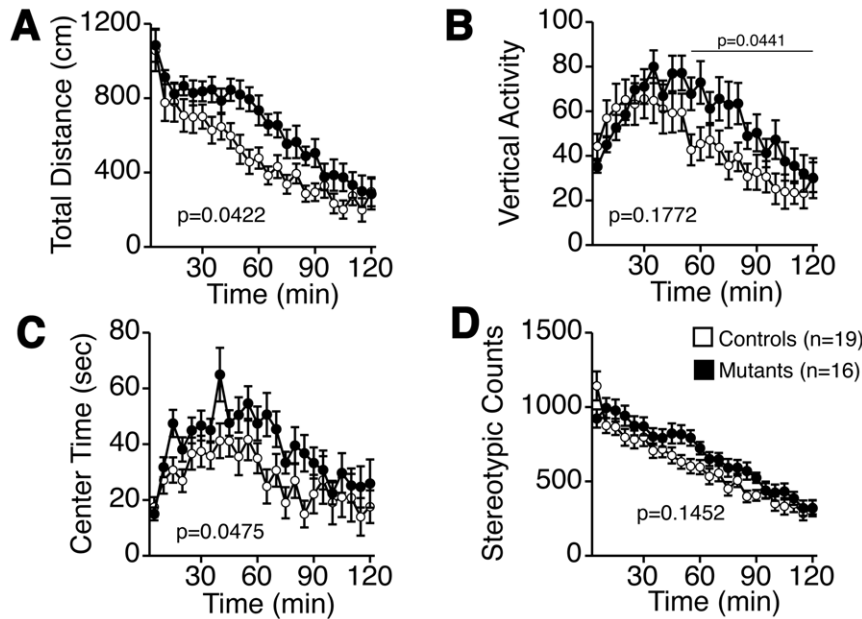 A
Total Distance (cm)
1200
800
400
0
p=0.0422
30 60 90 120
Time (min)
B
Vertical Activity
100
80
60
40
20
0
p=0.0441
p=0.1772
30 60 90 120
Time (min)
C
Center Time (sec)
80
60
40
20
0
p=0.0475
30 60 90 120
Time (min)
D
Stereotypic Counts
1500
1000
500
0
Controls (n=19)
Mutants (n=16)
p=0.1452
30 60 90 120
Time (min)